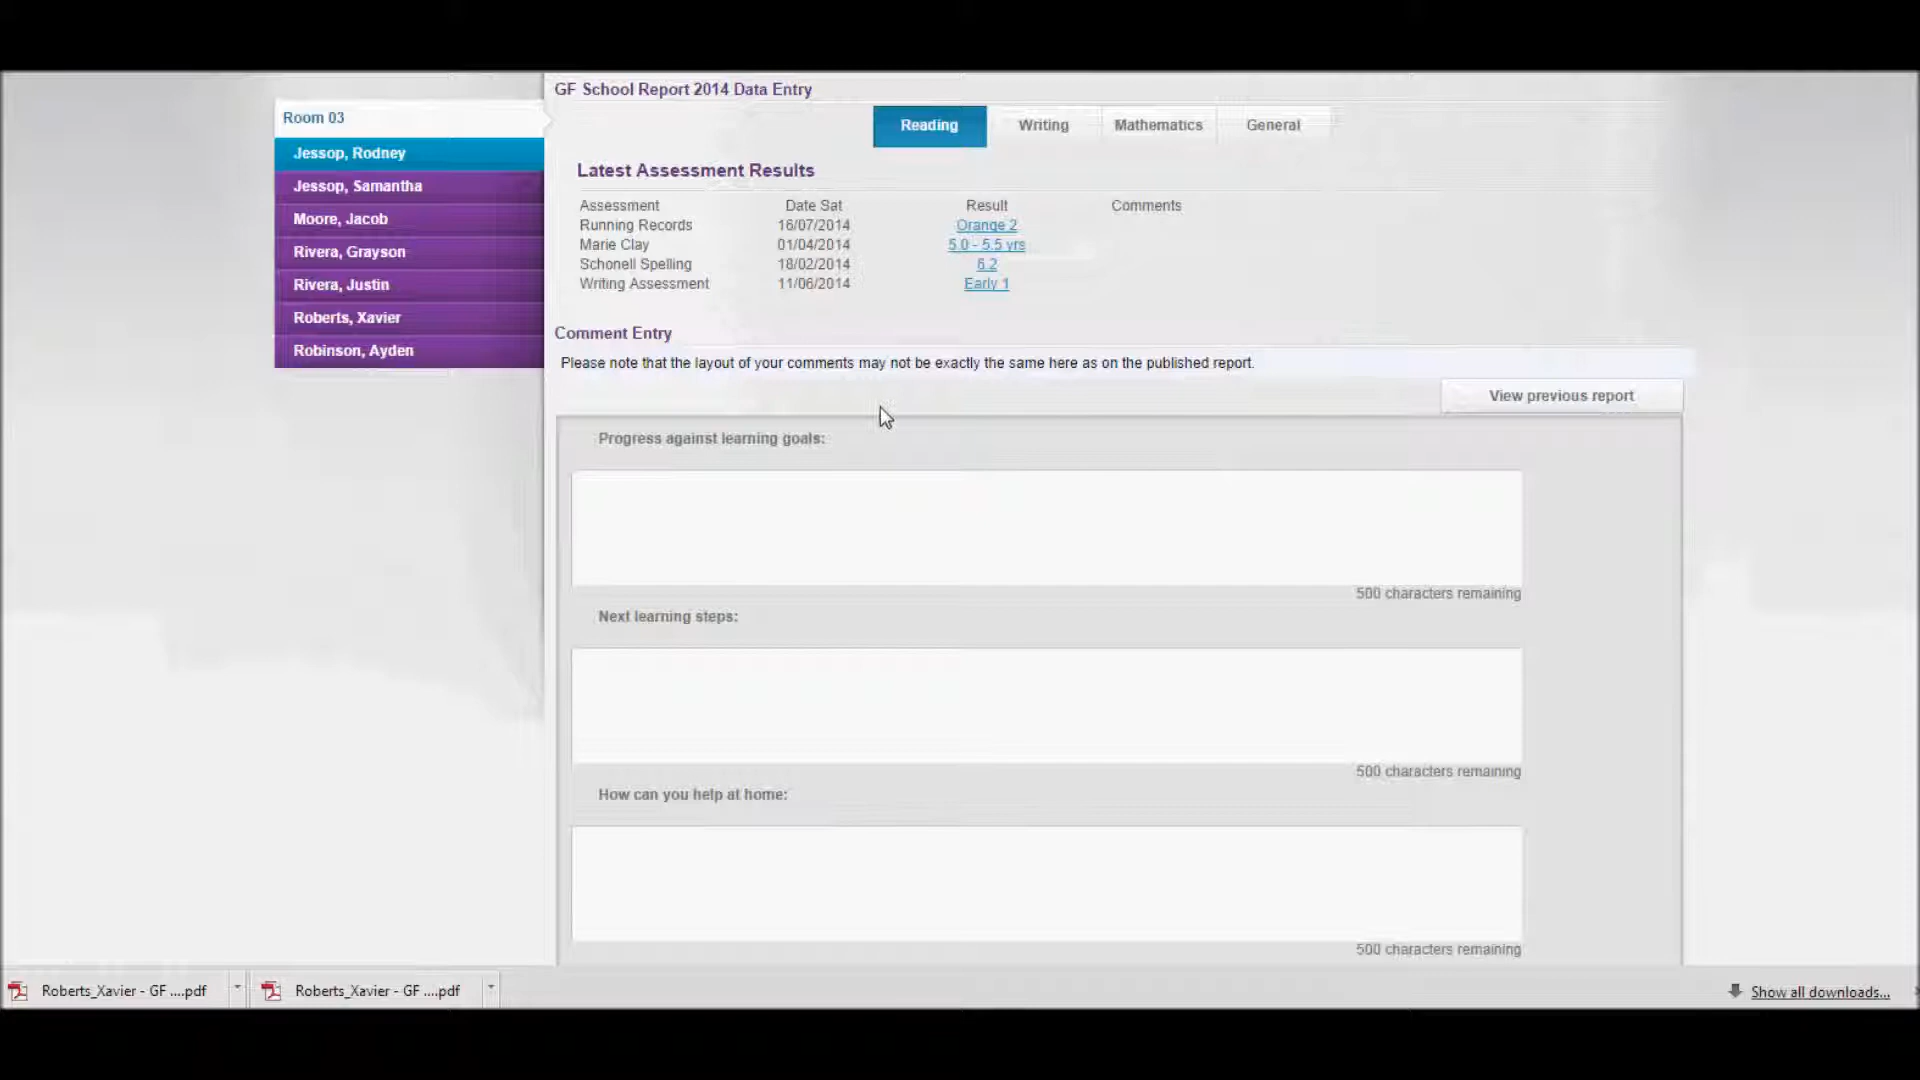 GF School Report 2014 Data Entry
Room 03
Jessop, Rodney
Jessop, Samantha
Moore, Jacob
Rivera, Grayson
Rivera, Justin
Roberts, Xavier
Robinson, Ayden
Reading Writing Mathematics General
Latest Assessment Results
Assessment Date Sat Result Comments
Running Records 16/07/2014 Orange 2
Marie Clay 01/04/2014 5.0 - 5.5 yrs
Schonell Spelling 18/02/2014 6.2
Writing Assessment 11/06/2014 Early 1
Comment Entry
Please note that the layout of your comments may not be exactly the same here as on the published report.
View previous report
Progress against learning goals:
500 characters remaining
Next learning steps:
500 characters remaining
How can you help at home:
500 characters remaining
Roberts_Xavier - GF ....pdf Roberts_Xavier - GF ....pdf Show all downloads...